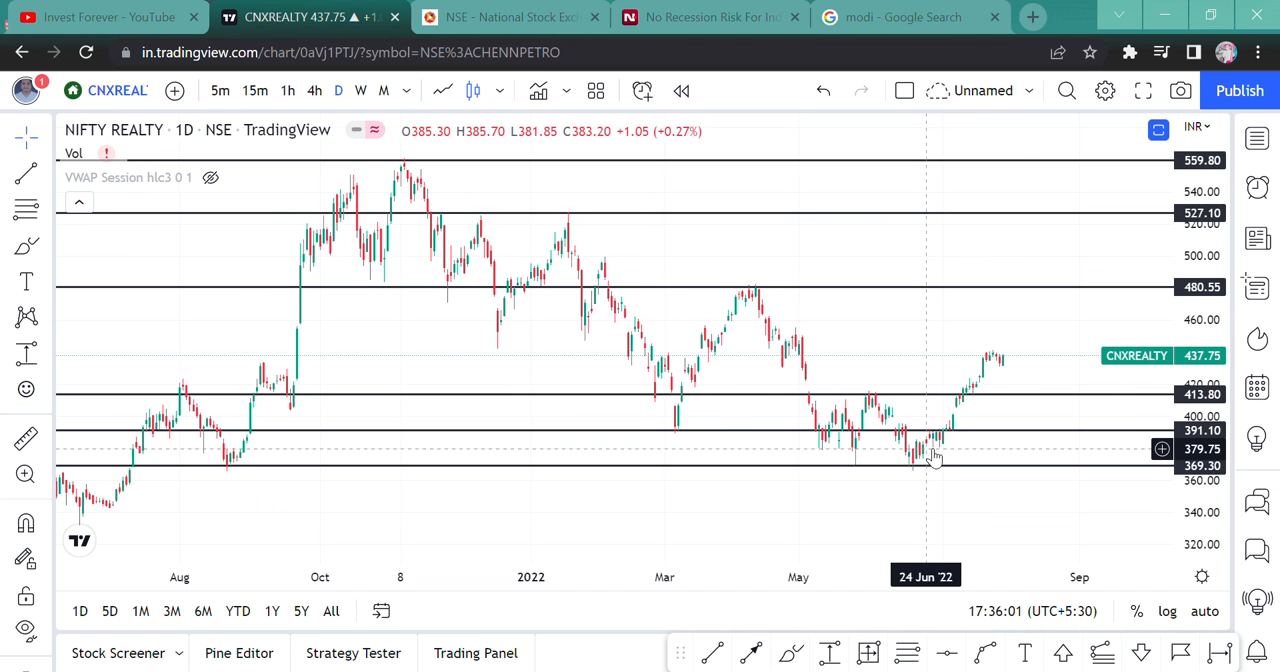 Invest Forever - YouTube
CNXREALTY 437.75 ▲ +1.
NSE - National Stock Exc
No Recession Risk For Ind
modi - Google Search
in.tradingview.com/chart/0aVj1PTJ/?symbol=NSE%3ACHENNPETRO
1
CNXREAL
5m 15m 1h 4h D W M
Unnamed
Publish
NIFTY REALTY · 1D · NSE · TradingView
O385.30 H385.70 L381.85 C383.20 +1.05 (+0.27%)
INR
Vol
VWAP Session hlc3 0 1
559.80
540.00
527.10
520.00
500.00
480.55
460.00
CNXREALTY 437.75
420.00
413.80
400.00
391.10
379.75
369.30
360.00
340.00
320.00
Aug Oct 8 2022 Mar May 24 Jun '22 Sep
1D 5D 1M 3M 6M YTD 1Y 5Y All
17:36:01 (UTC+5:30) % log auto
Stock Screener Pine Editor Strategy Tester Trading Panel